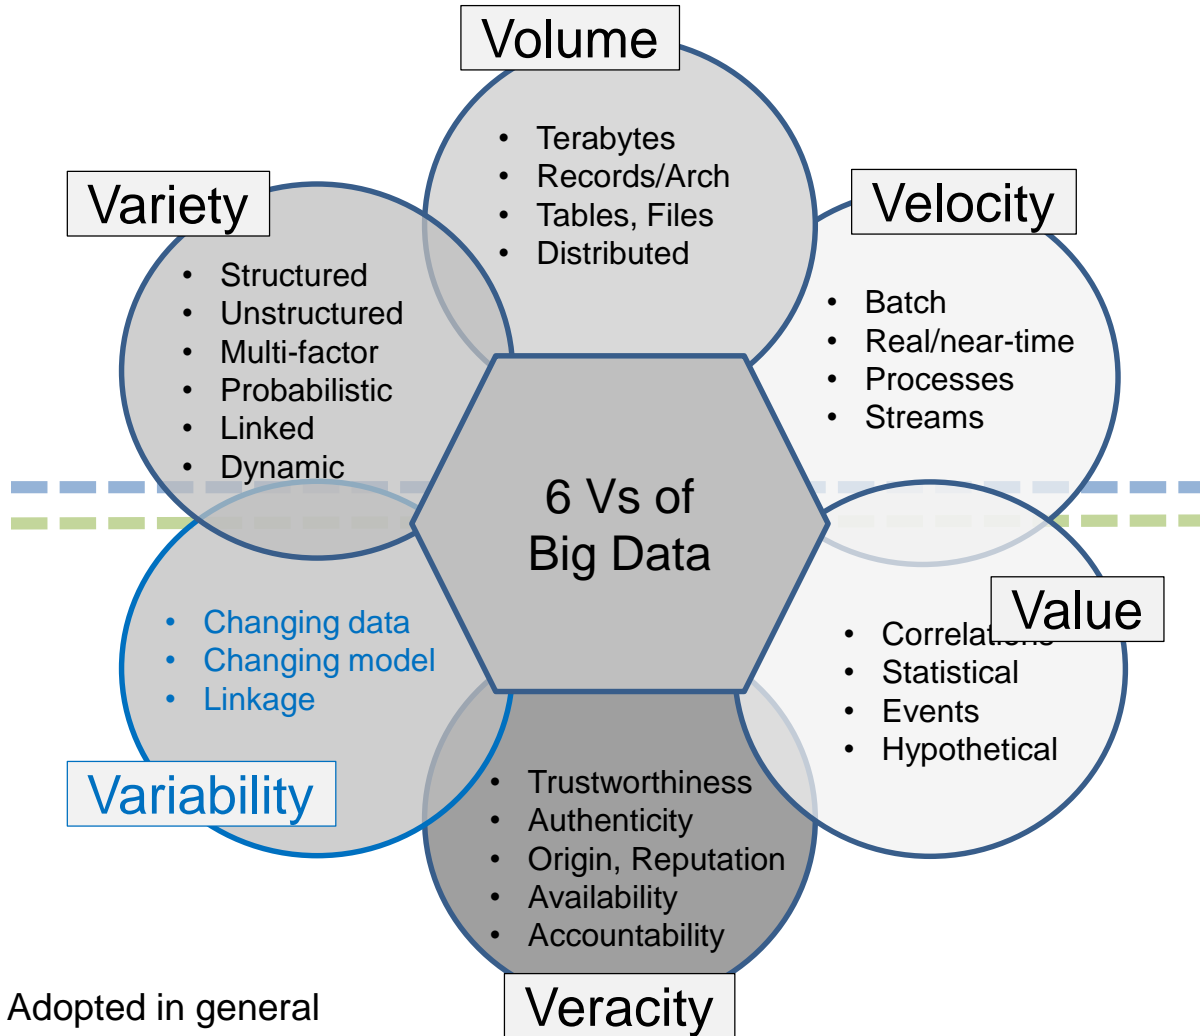 Volume
• Terabytes
• Records/Arch
• Tables, Files
• Distributed
Variety
• Structured
• Unstructured
• Multi-factor
• Probabilistic
• Linked
• Dynamic
Velocity
• Batch
• Real/near-time
• Processes
• Streams
6 Vs of
Big Data
• Changing data
• Changing model
• Linkage
Variability
Value
• Correlations
• Statistical
• Events
• Hypothetical
• Trustworthiness
• Authenticity
• Origin, Reputation
• Availability
• Accountability
Veracity
Adopted in general